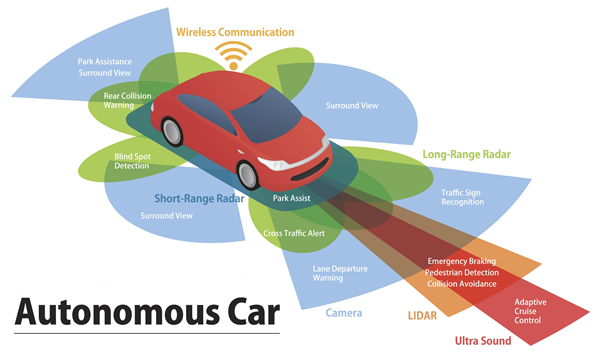 Wireless Communication
Park Assistance
Surround View
Rear Collision
Warning
Surround View
Blind Spot
Detection
Long-Range Radar
Short-Range Radar
Park Assist
Traffic Sign
Recognition
Surround View
Cross Traffic Alert
Emergency Braking
Pedestrian Detection
Collision Avoidance
Lane Departure
Warning
Adaptive
Cruise
Control
Autonomous Car
Camera
LIDAR
Ultra Sound